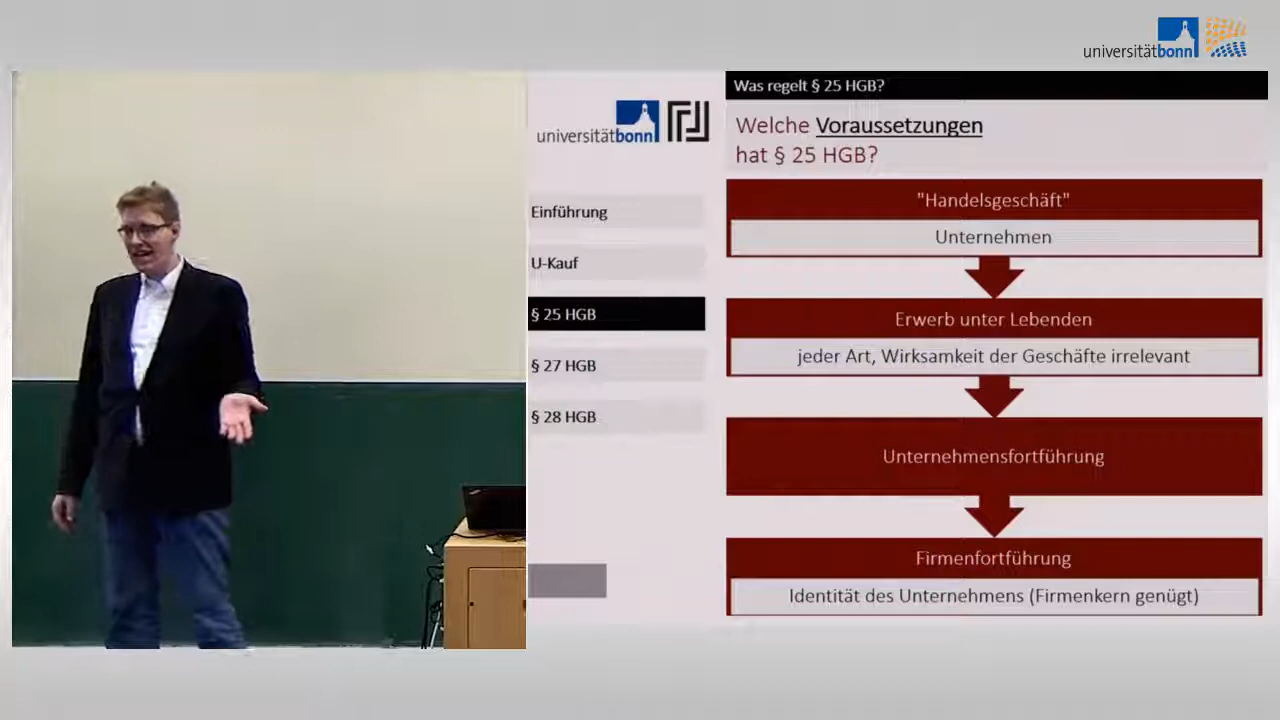 universitätbonn
universitätbonn
Einführung
U-Kauf
§ 25 HGB
§ 27 HGB
§ 28 HGB
Was regelt § 25 HGB?
Welche Voraussetzungen
hat § 25 HGB?
"Handelsgeschäft"
Unternehmen
Erwerb unter Lebenden
jeder Art, Wirksamkeit der Geschäfte irrelevant
Unternehmensfortführung
Firmenfortführung
Identität des Unternehmens (Firmenkern genügt)